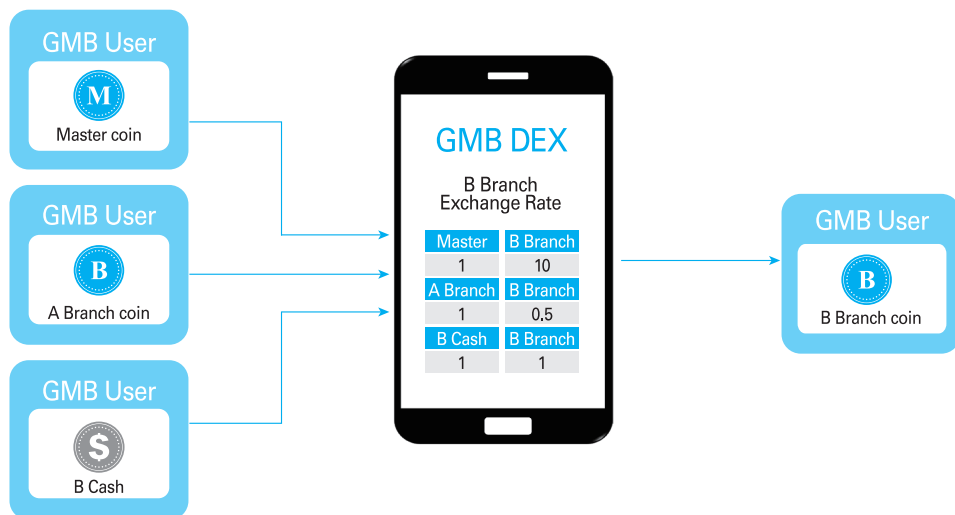 GMB User
M
Master coin
GMB User
B
A Branch coin
GMB User
$
B Cash
GMB DEX
B Branch
Exchange Rate
Master B Branch
1 10
A Branch B Branch
1 0.5
B Cash B Branch
1 1
GMB User
B
B Branch coin